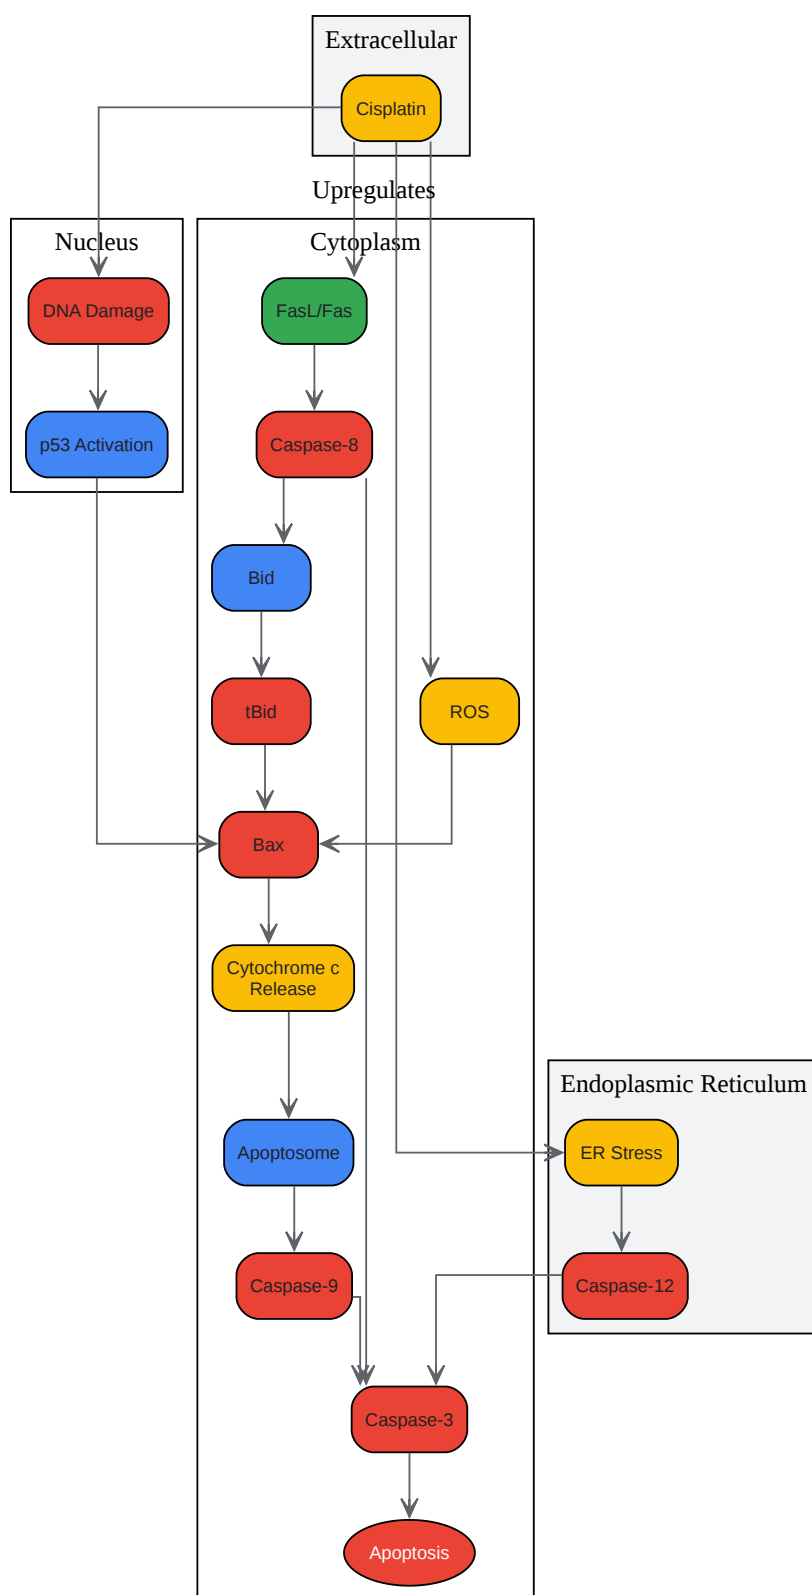 Extracellular
Cisplatin
Upregulates
Nucleus
Cytoplasm
DNA Damage
FasL/Fas
p53 Activation
Caspase-8
Bid
tBid
ROS
Bax
Cytochrome c
Release
Endoplasmic Reticulum
Apoptosome
ER Stress
Caspase-9
Caspase-12
Caspase-3
Apoptosis